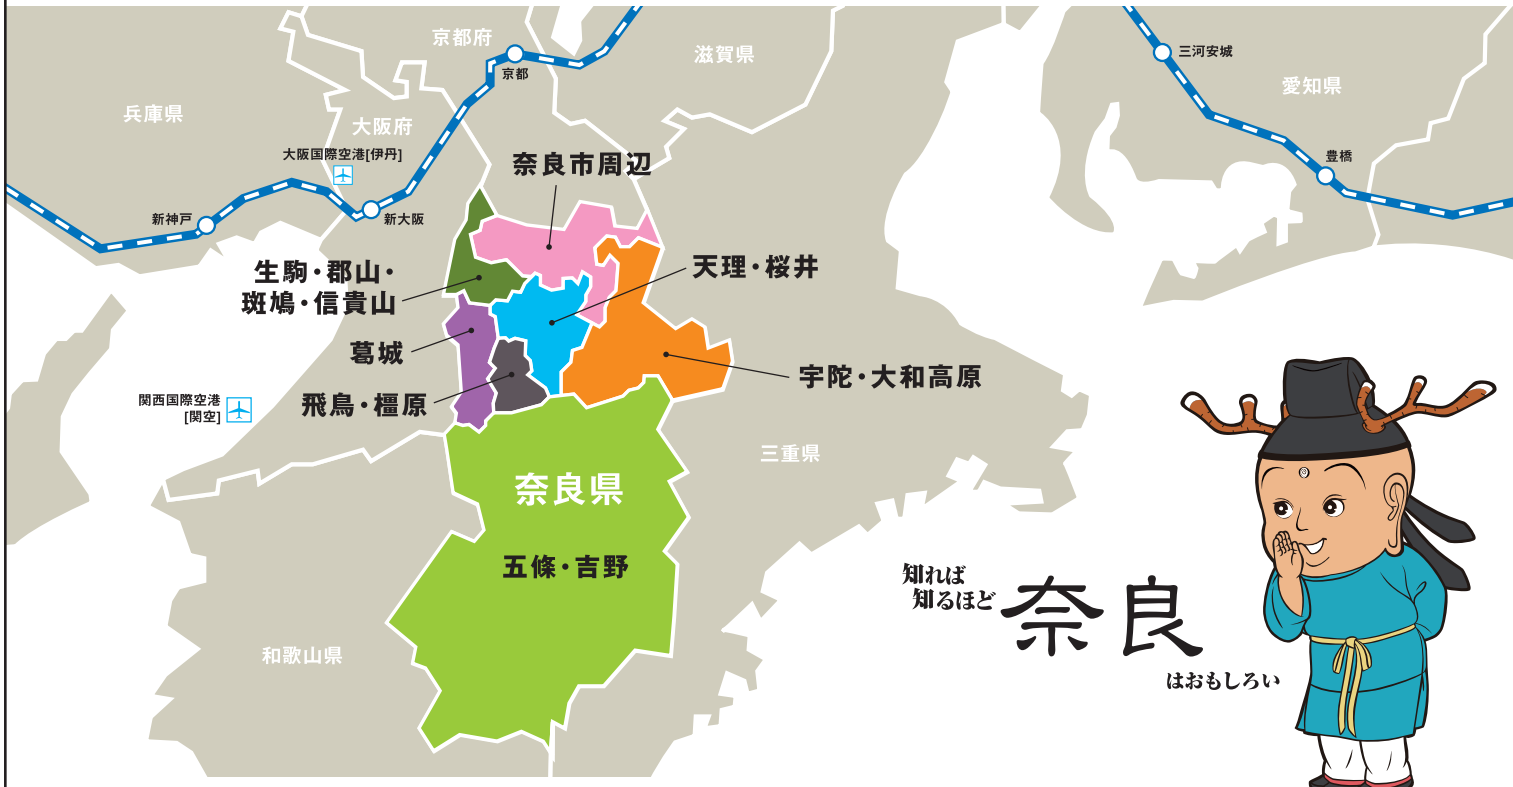 京都府
滋賀県
三河安城
京都
愛知県
兵庫県
大阪府
大阪国際空港[伊丹]
豊橋
奈良市周辺
新神戸
新大阪
生駒・郡山・
斑鳩・信貴山
天理・桜井
葛城
宇陀・大和高原
関西国際空港
[関空]
飛鳥・橿原
三重県
奈良県
五條・吉野
和歌山県
知れば
知るほど
奈良
はおもしろい